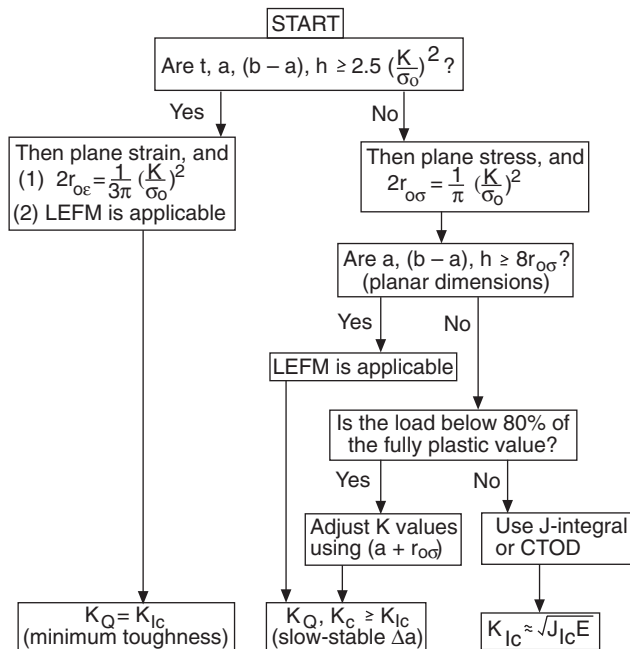 START
Are t, a, (b – a), h ≥ 2.5 (K/σo)² ?
Yes
No
Then plane strain, and
(1) 2roε = 1/3π (K/σo)²
(2) LEFM is applicable
Then plane stress, and
2roσ = 1/π (K/σo)²
Are a, (b – a), h ≥ 8roσ?
(planar dimensions)
Yes
No
LEFM is applicable
Is the load below 80% of
the fully plastic value?
Yes
No
Adjust K values
using (a + roσ)
Use J-integral
or CTOD
KQ = KIc
(minimum toughness)
KQ, Kc ≥ KIc
(slow-stable Δa)
KIc ≈ √JIcE